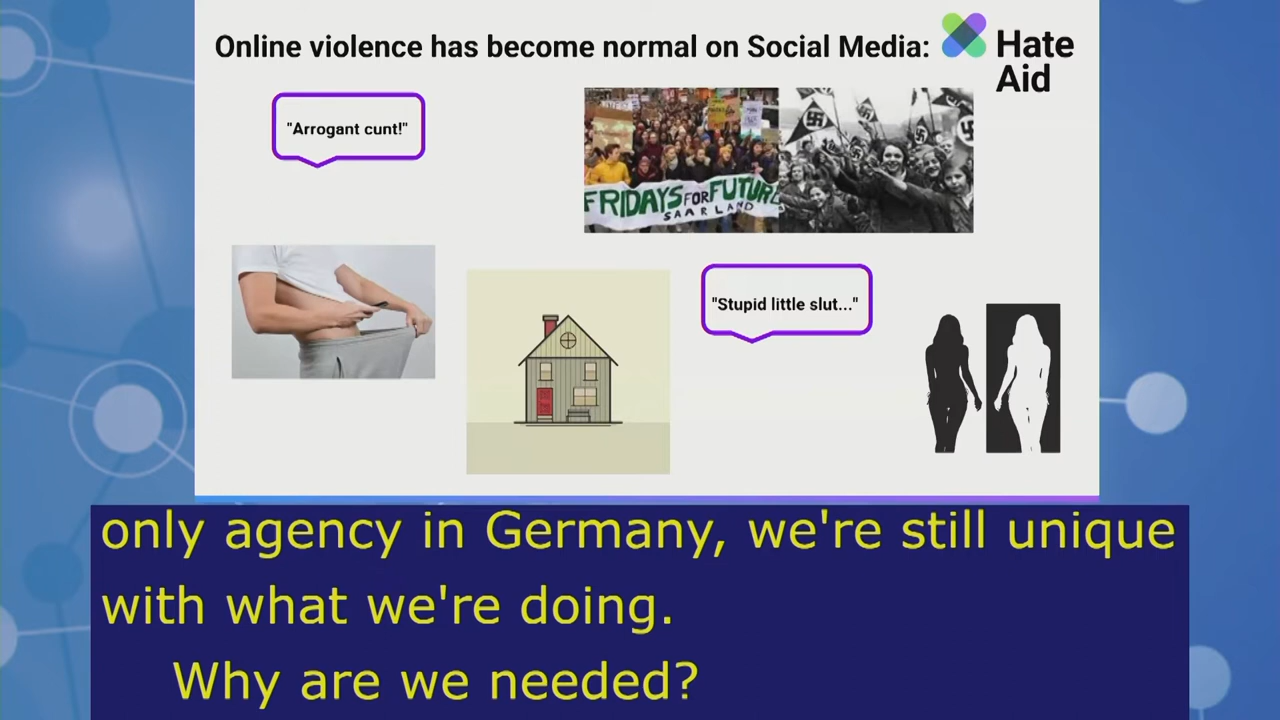 Online violence has become normal on Social Media:
Hate
Aid
"Arrogant cunt!"
FRIDAYS FOR FUTURE
SAARLAND
"Stupid little slut..."
only agency in Germany, we're still unique
with what we're doing.
Why are we needed?